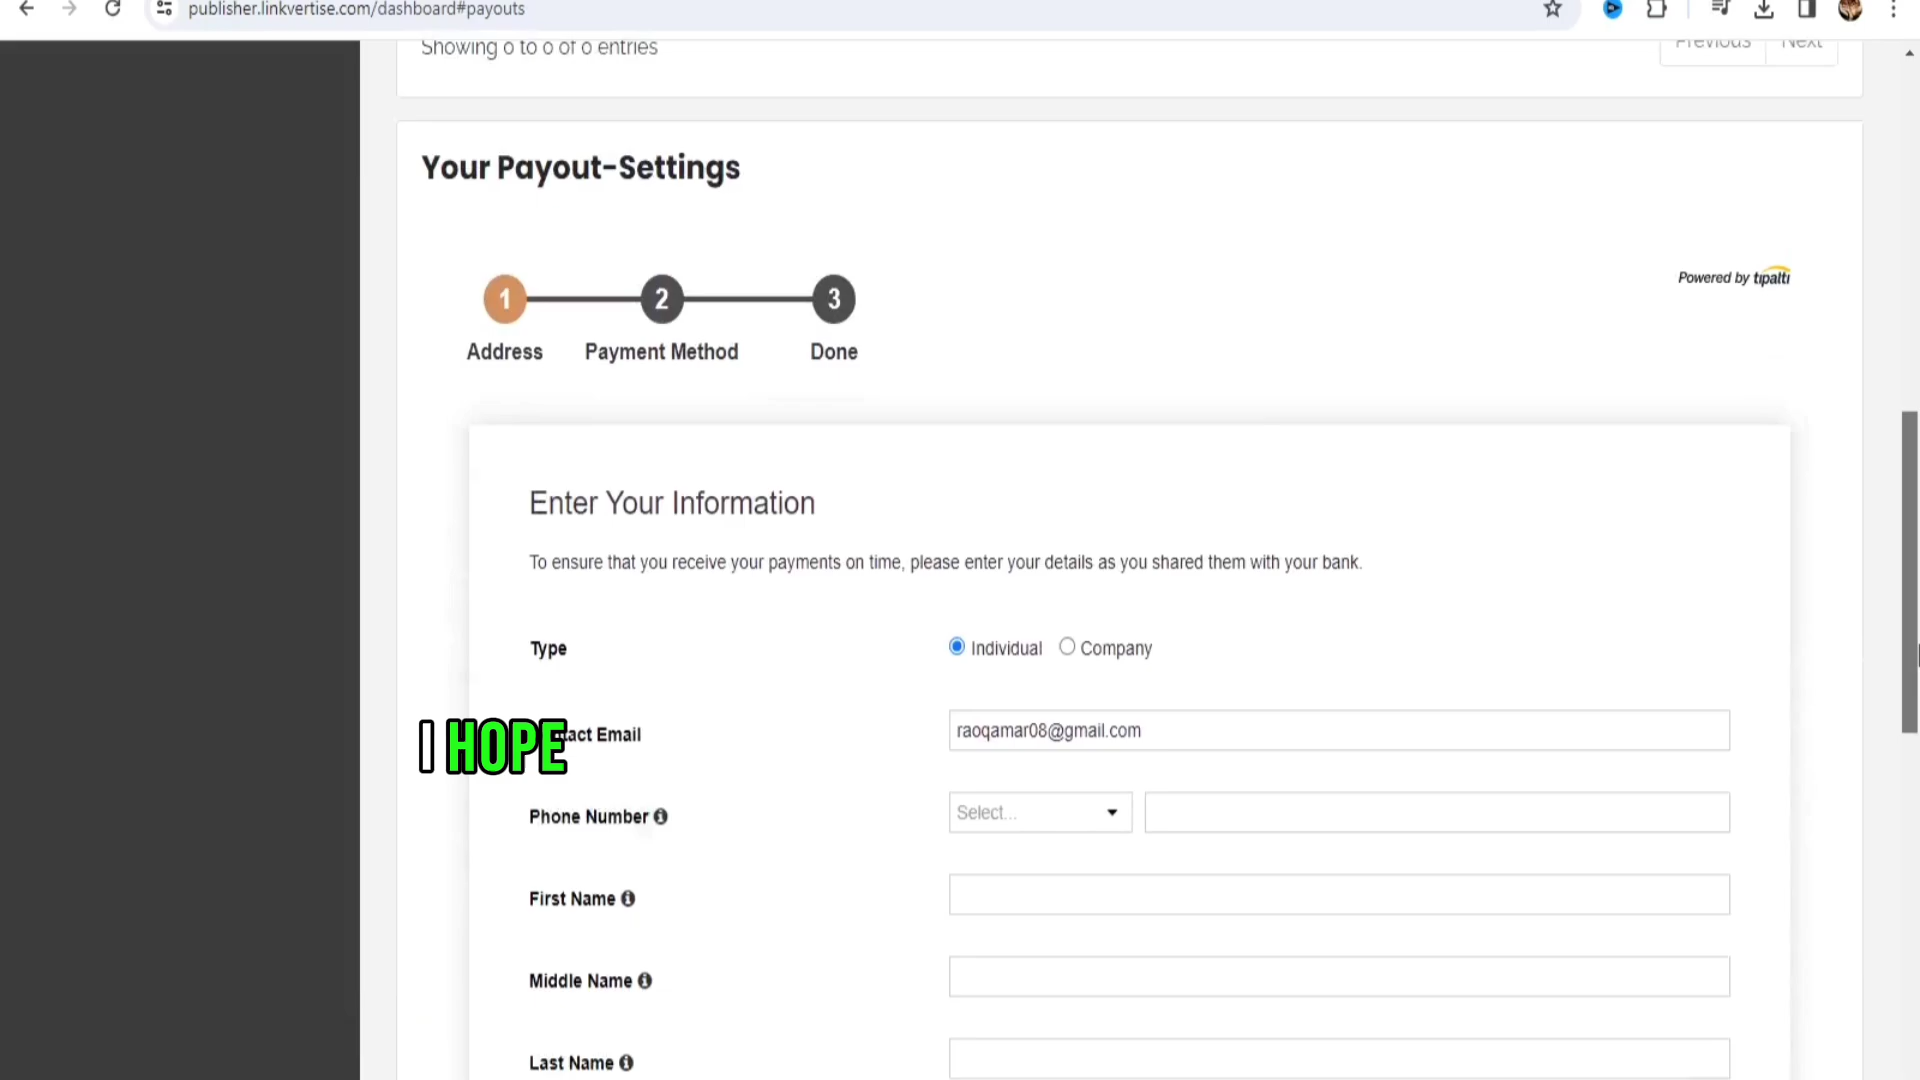 publisher.linkvertise.com/dashboard#payouts
Showing 0 to 0 of 0 entries
Previous Next
Your Payout-Settings
1 2 3
Powered by tipalti
Address Payment Method Done
Enter Your Information
To ensure that you receive your payments on time, please enter your details as you shared them with your bank.
Type Individual Company
I HOPE
tact Email raoqamar08@gmail.com
Phone Number Select...
First Name
Middle Name
Last Name